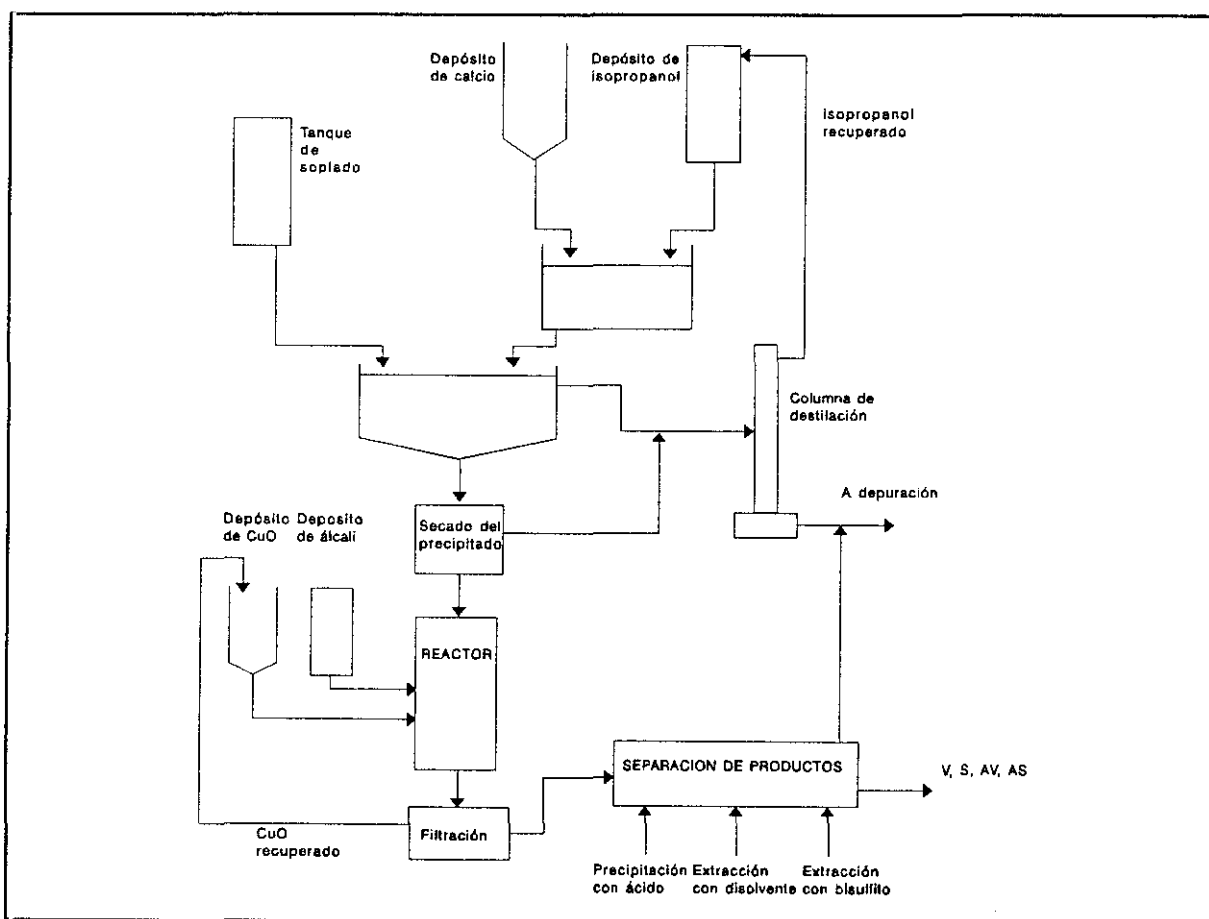 Depósito
de calcio
Depósito de
isopropanol
Isopropanol
recuperado
Tanque
de
soplado
Columna de
destilación
A depuración
Depósito
de CuO
Deposito
de álcali
Secado del
precipitado
REACTOR
SEPARACION DE PRODUCTOS
V, S, AV, AS
Filtración
CuO
recuperado
Precipitación
con ácido
Extracción
con disolvente
Extracción
con bisulfito